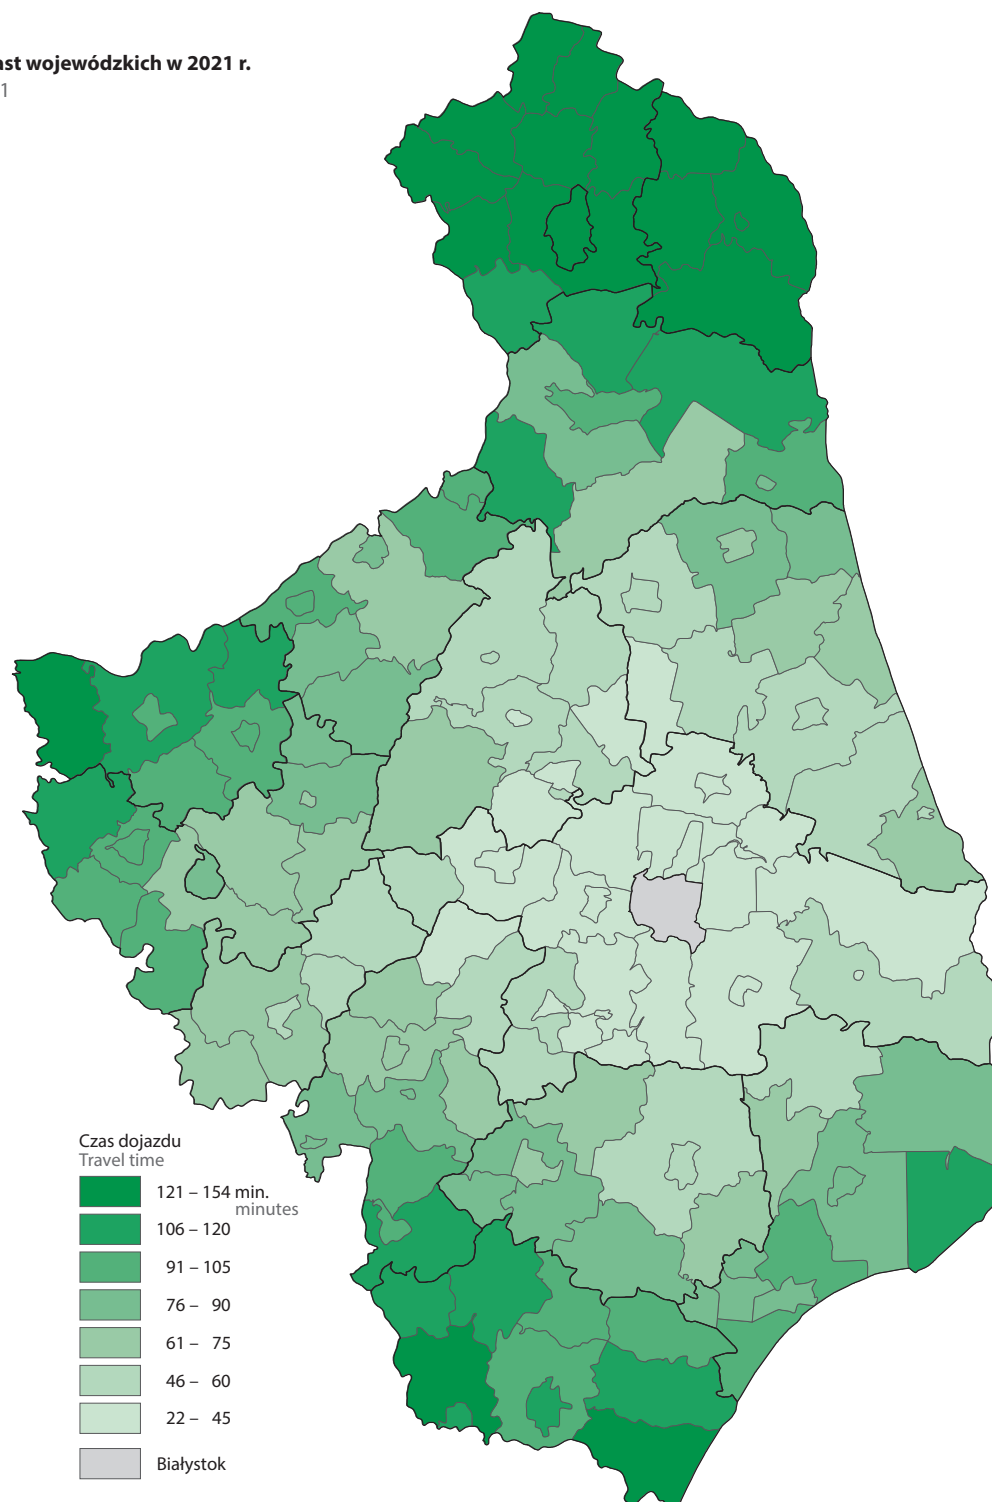 ast wojewódzkich w 2021 r.
1
Czas dojazdu
Travel time
121 – 154 min.
minutes
106 – 120
91 – 105
76 – 90
61 – 75
46 – 60
22 – 45
Białystok